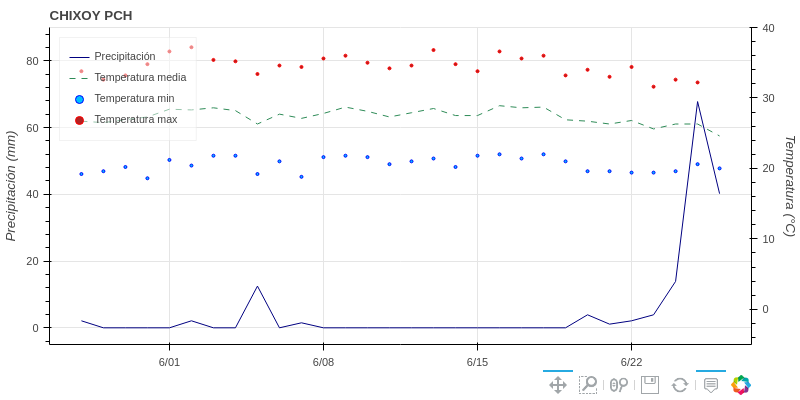 CHIXOY PCH
Precipitación
Temperatura media
Temperatura min
Temperatura max
Precipitación (mm)
80
60
40
20
0
Temperatura (°C)
40
30
20
10
0
6/01
6/08
6/15
6/22